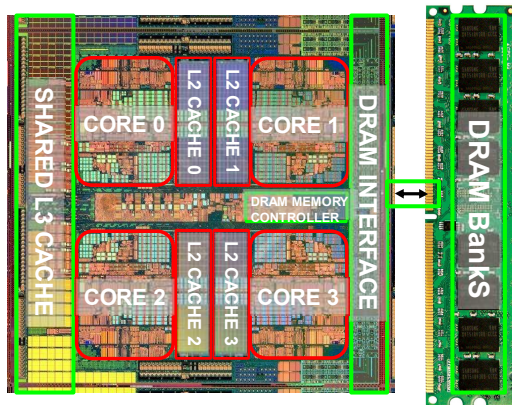 SHARED L3 CACHE
CORE 0
L2 CACHE 0
L2 CACHE 1
CORE 1
DRAM MEMORY
CONTROLLER
CORE 2
L2 CACHE 2
L2 CACHE 3
CORE 3
DRAM INTERFACE
DRAM BankS